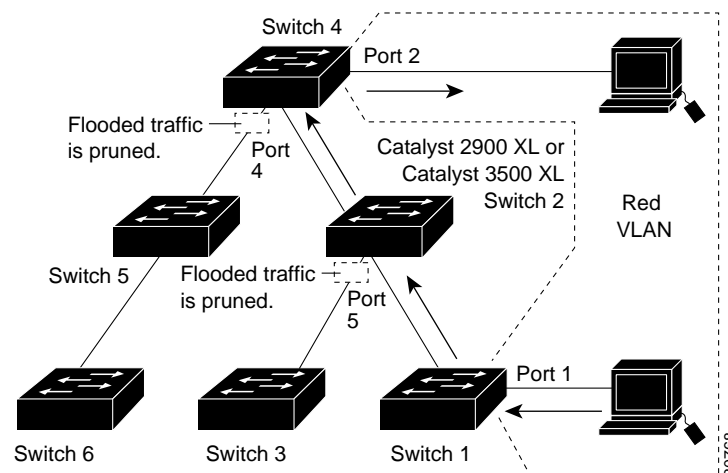 Switch 4
Port 2
Flooded traffic
is pruned.
Port
4
Catalyst 2900 XL or
Catalyst 3500 XL
Switch 2
Red
VLAN
Switch 5
Flooded traffic
is pruned.
Port
5
Port 1
Switch 6
Switch 3
Switch 1